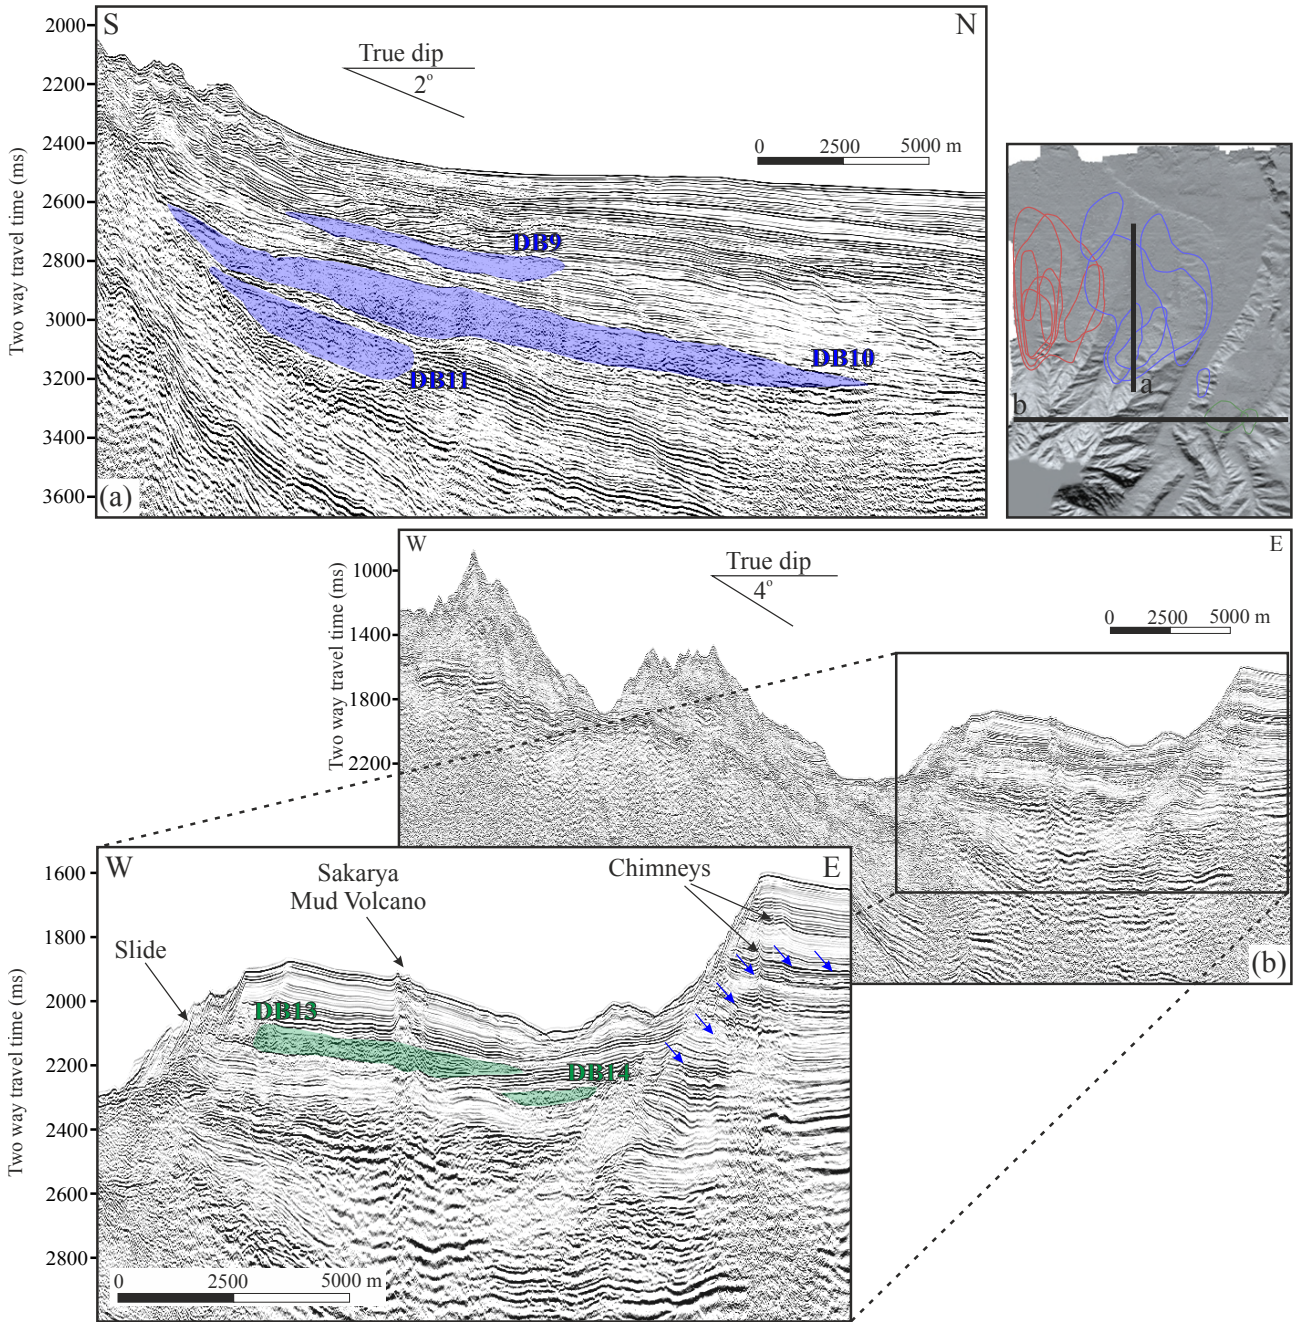 S
N
2000
2200
2400
2600
2800
3000
3200
3400
3600
Two way travel time (ms)
True dip
2°
0 2500 5000 m
DB9
DB10
DB11
(a)
a
b
W
E
1000
1400
1800
2200
Two way travel time (ms)
True dip
4°
0 2500 5000 m
(b)
W
E
1600
1800
2000
2200
2400
2600
2800
Two way travel time (ms)
Sakarya
Mud Volcano
Chimneys
Slide
DB13
DB14
0 2500 5000 m